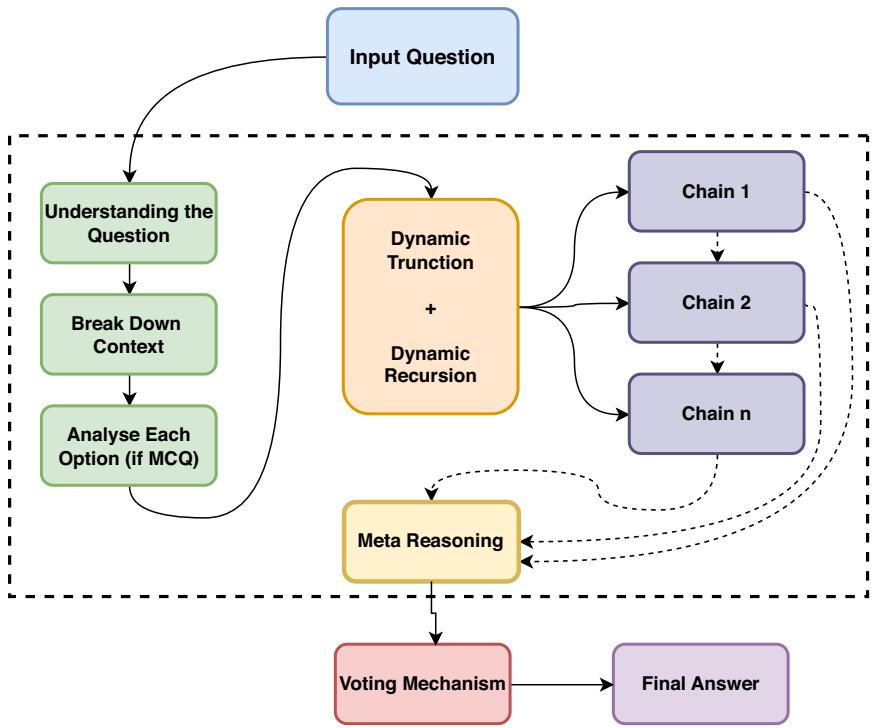 Input Question
Understanding the
Question
Break Down
Context
Analyse Each
Option (if MCQ)
Dynamic
Trunction
+
Dynamic
Recursion
Chain 1
Chain 2
Chain n
Meta Reasoning
Voting Mechanism
Final Answer